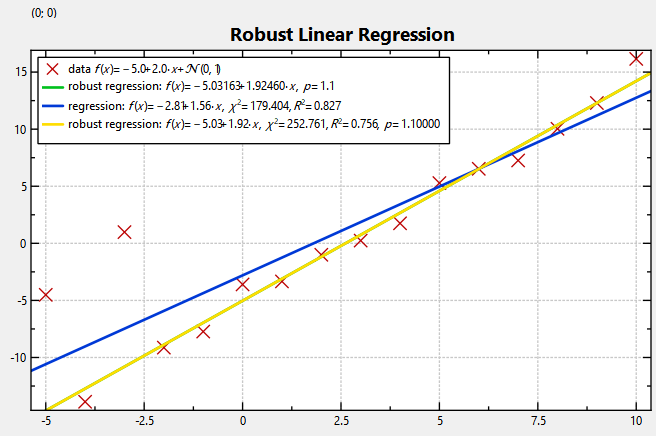 (0; 0)
Robust Linear Regression
data f(x)= −5.0+2.0·x+𝒩(0, 1)
robust regression: f(x)= −5.03163+1.92460·x, p=1.1
regression: f(x)= −2.81+1.56·x, χ²=179.404, R²=0.827
robust regression: f(x)= −5.03+1.92·x, χ²=252.761, R²=0.756, p=1.10000
15
10
5
0
-5
-10
-5 -2.5 0 2.5 5 7.5 10